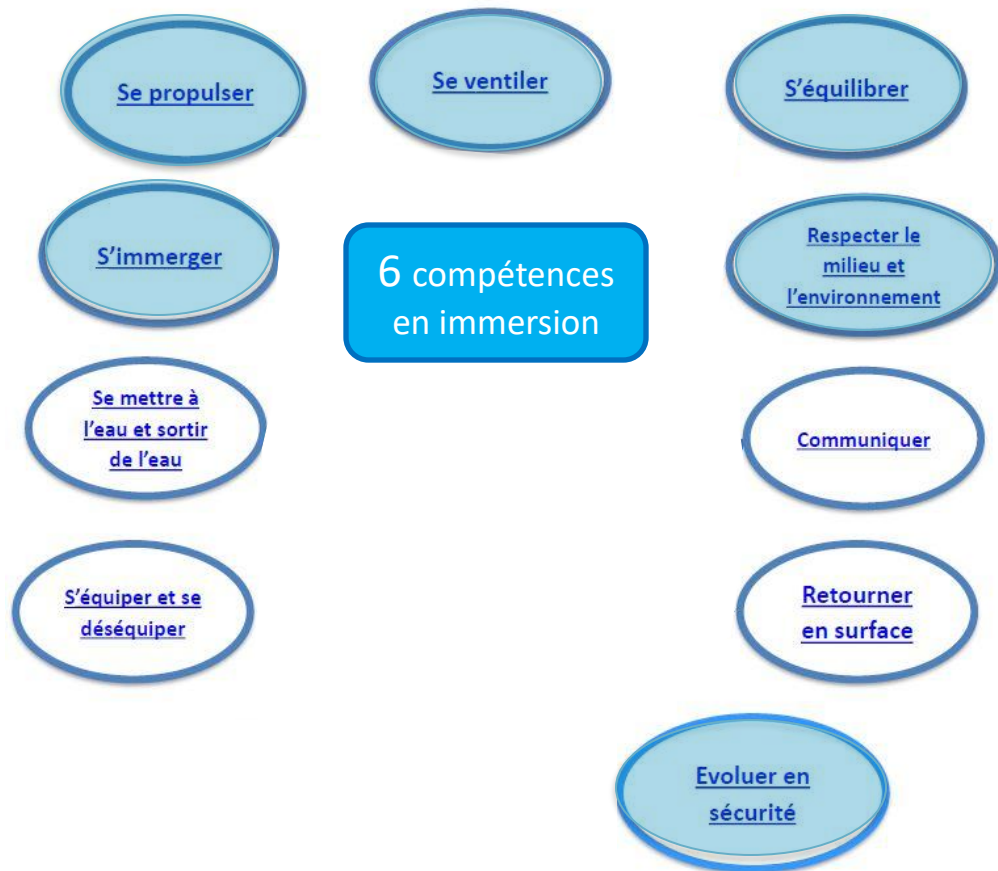 Se propulser
Se ventiler
S'équilibrer
S'immerger
6 compétences
en immersion
Respecter le
milieu et
l'environnement
Se mettre à
l'eau et sortir
de l'eau
Communiquer
S'équiper et se
déséquiper
Retourner
en surface
Evoluer en
sécurité